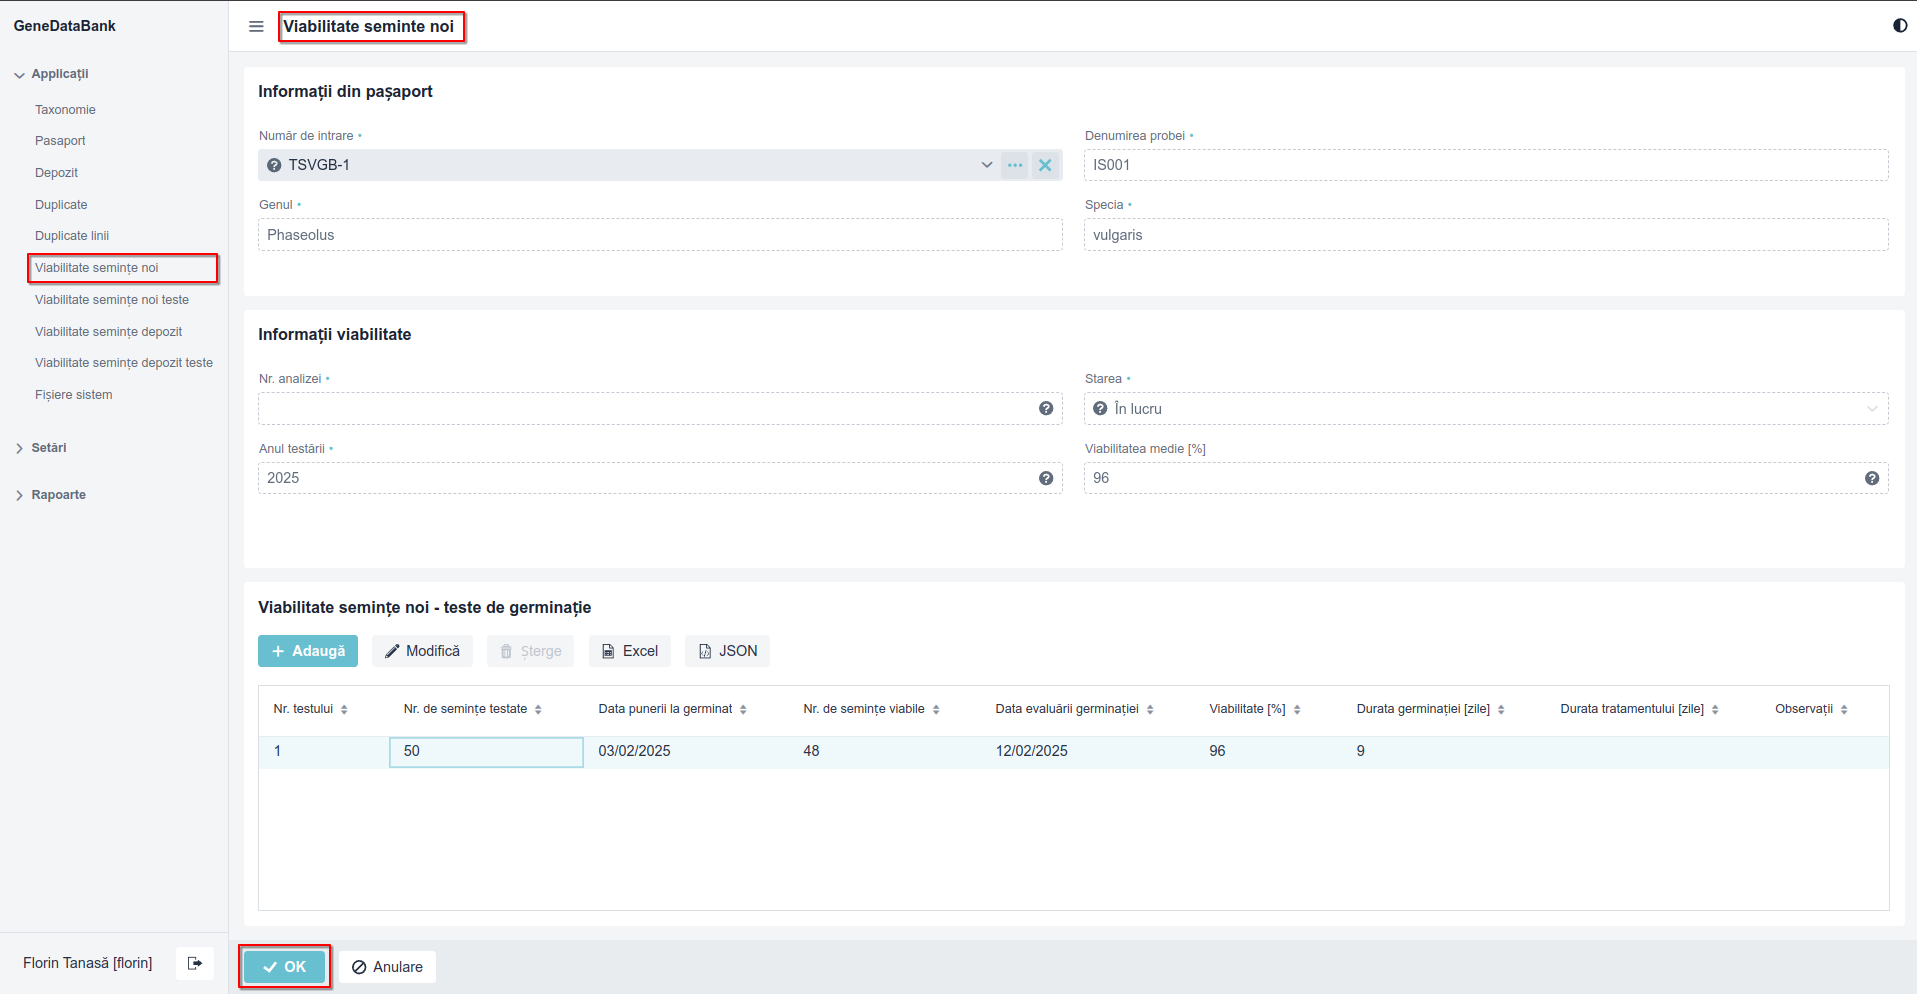 GeneDataBank
Viabilitate seminte noi
Applicații
Taxonomie
Pasaport
Depozit
Duplicate
Duplicate linii
Viabilitate semințe noi
Viabilitate semințe noi teste
Viabilitate semințe depozit
Viabilitate semințe depozit teste
Fișiere sistem
Setări
Rapoarte
Florin Tanasă [florin]
Informații din pașaport
Număr de intrare •
Denumirea probei •
TSVGB-1
IS001
Genul •
Specia •
Phaseolus
vulgaris
Informații viabilitate
Nr. analizei •
Starea •
În lucru
Anul testării •
Viabilitatea medie [%]
2025
96
Viabilitate semințe noi - teste de germinație
Adaugă
Modifică
Șterge
Excel
JSON
Nr. testului
Nr. de semințe testate
Data punerii la germinat
Nr. de semințe viabile
Data evaluării germinației
Viabilitate [%]
Durata germinației [zile]
Durata tratamentului [zile]
Observații
1
50
03/02/2025
48
12/02/2025
96
9
OK
Anulare